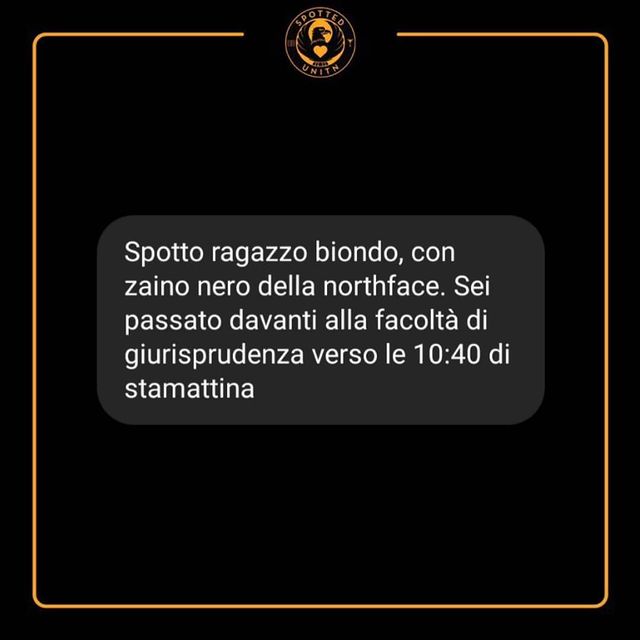 SPOTTED
UNITN
Spotto ragazzo biondo, con
zaino nero della northface. Sei
passato davanti alla facoltà di
giurisprudenza verso le 10:40 di
stamattina